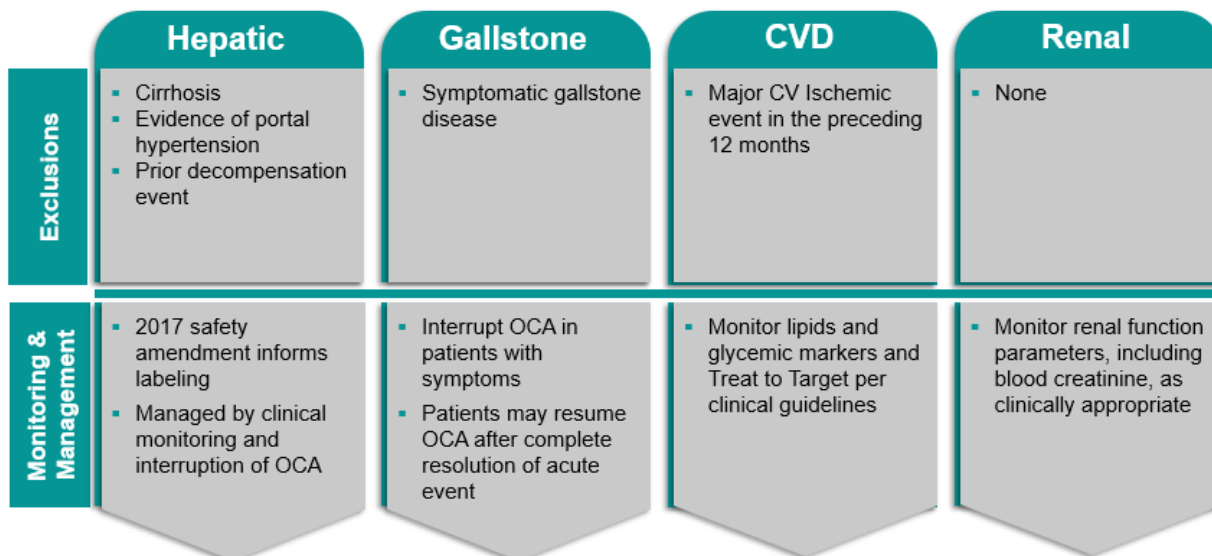 Hepatic
Gallstone
CVD
Renal
Exclusions
▪ Cirrhosis
▪ Evidence of portal
hypertension
▪ Prior decompensation
event
▪ Symptomatic gallstone
disease
▪ Major CV Ischemic
event in the preceding
12 months
▪ None
Monitoring &
Management
▪ 2017 safety
amendment informs
labeling
▪ Managed by clinical
monitoring and
interruption of OCA
▪ Interrupt OCA in
patients with
symptoms
▪ Patients may resume
OCA after complete
resolution of acute
event
▪ Monitor lipids and
glycemic markers and
Treat to Target per
clinical guidelines
▪ Monitor renal function
parameters, including
blood creatinine, as
clinically appropriate